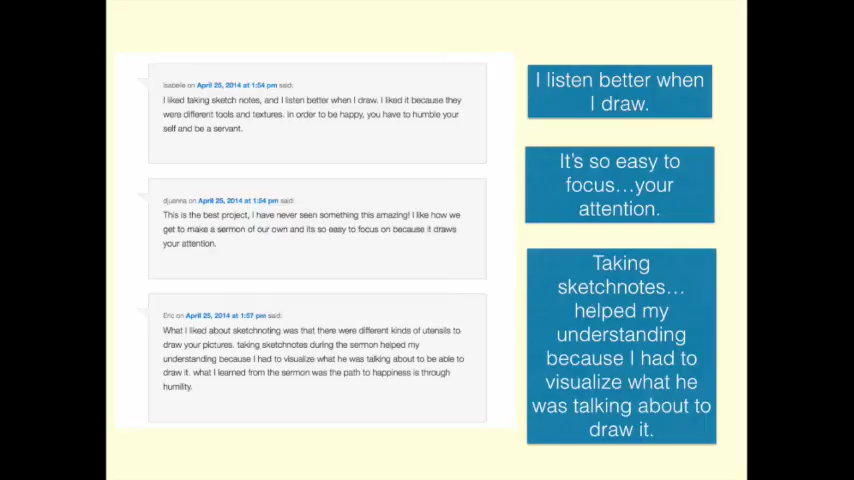 isabelle on April 25, 2014 at 1:54 pm said:
I liked taking sketch notes, and I listen better when I draw. I liked it because they
were different tools and textures. In order to be happy, you have to humble your
self and be a servant.
djuanna on April 25, 2014 at 1:54 pm said:
This is the best project, I have never seen something this amazing! I like how we
get to make a sermon of our own and its so easy to focus on because it draws
your attention.
Eric on April 25, 2014 at 1:57 pm said:
What I liked about sketchnoting was that there were different kinds of utensils to
draw your pictures. taking sketchnotes during the sermon helped my
understanding because I had to visualize what he was talking about to be able to
draw it. what I learned from the sermon was the path to happiness is through
humility.
I listen better when
I draw.
It's so easy to
focus...your
attention.
Taking
sketchnotes...
helped my
understanding
because I had to
visualize what he
was talking about to
draw it.